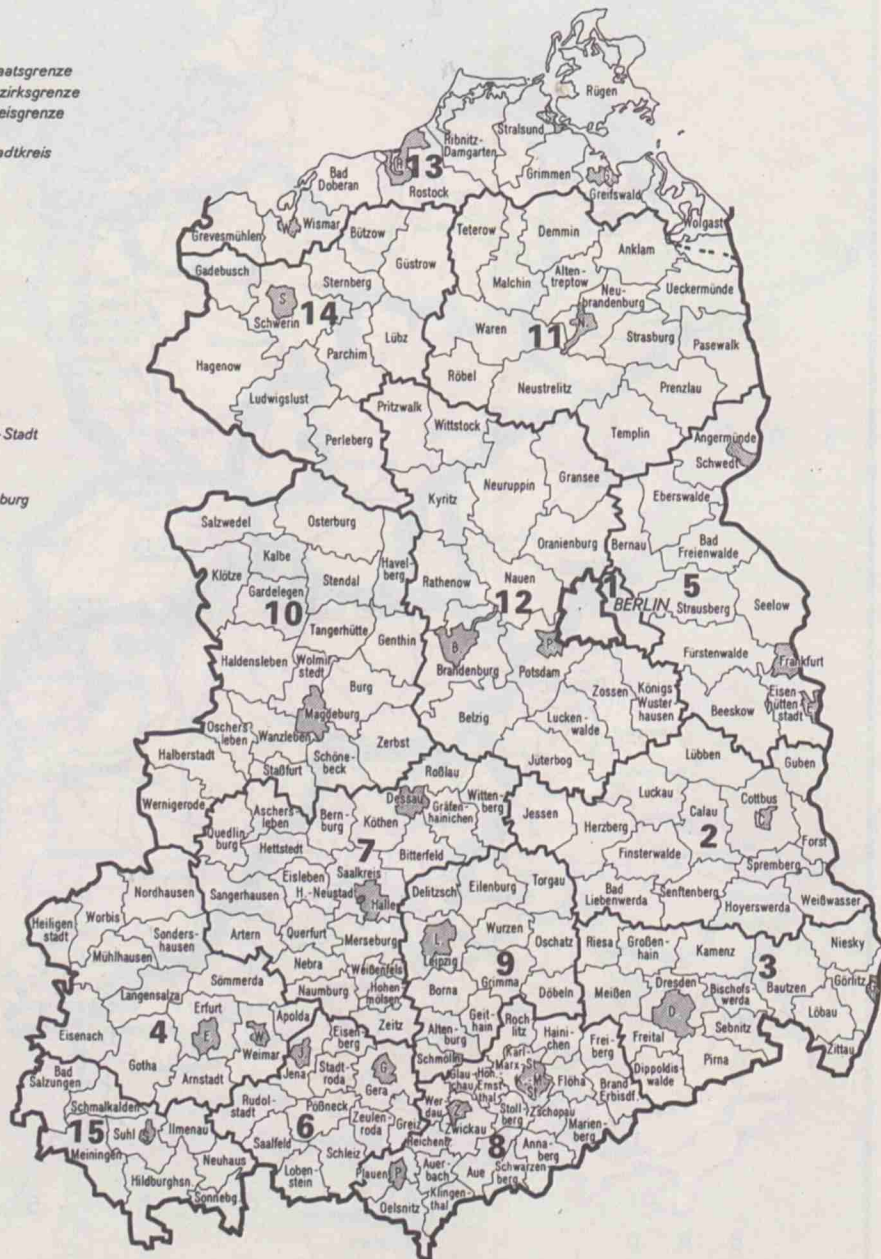 aatsgrenze
zirksgrenze
eisgrenze
adtkreis
-Stadt
burg
Rügen
Stralsund
Ribnitz-
Damgarten
Grimmen
G.
Greifswald
Wolgast
R
13
Rostock
Bad
Doberan
W
Wismar
Grevesmühlen
Bützow
Güstrow
Teterow
Demmin
Anklam
Gadebusch
Sternberg
Malchin
Alten-
treptow
Neu-
brandenburg
Ueckermünde
S
Schwerin
14
Lübz
Waren
11
N.
Strasburg
Pasewalk
Hagenow
Parchim
Röbel
Neustrelitz
Prenzlau
Ludwigslust
Pritzwalk
Wittstock
Templin
Angermünde
Schwedt
Perleberg
Neuruppin
Gransee
Kyritz
Eberswalde
Salzwedel
Osterburg
Oranienburg
Bernau
Bad
Freienwalde
Kalbe
Havel-
berg
Klötze
Stendal
Rathenow
Nauen
12
1
BERLIN
5
Strausberg
Seelow
Gardelegen
10
Tangerhütte
Genthin
B.
Brandenburg
P.
Potsdam
Fürstenwalde
Frankfurt
Haldensleben
Wolmir
stedt
Burg
Zossen
Königs
Wuster
hausen
Beeskow
Eisen
hütten
stadt
E
Magdeburg
Belzig
Lucken-
walde
Oschers
leben
Wanzleben
Zerbst
Jüterbog
Lübben
Guben
Halberstadt
Staßfurt
Schöne-
beck
Roßlau
Luckau
Wernigerode
Dessau
Witten-
berg
Jessen
Calau
Cottbus
C
Aschers-
leben
Bern-
burg
Köthen
Gräfen-
hainichen
Herzberg
2
Forst
Quedlin
burg
Hettstedt
7
Bitterfeld
Finsterwalde
Spremberg
Eisleben
Saalkreis
H.-Neustadt
Halle
Delitzsch
Eilenburg
Torgau
Bad
Liebenwerda
Senftenberg
Hoyerswerda
Weißwasser
Nordhausen
Sangerhausen
Heiligen
stadt
Worbis
Sonders-
hausen
Artern
Querfurt
Merseburg
L.
Leipzig
Wurzen
Oschatz
Riesa
Großen-
hain
Kamenz
Niesky
Mühlhausen
Nebra
Weißenfels
9
3
Görlitz
Sömmerda
Naumburg
Hohen
mölsen
Borna
Grimma
Döbeln
Meißen
Dresden
D.
Bischofs-
werda
Bautzen
Löbau
Langensalza
Erfurt
E
Apolda
Zeitz
Geit-
hain
Roch
litz
Haini-
chen
Sebnitz
Zittau
Eisenach
4
W
Weimar
Eisen
berg
Alten-
burg
Freital
Pirna
Gotha
J
Jena
Stadt-
roda
G
Gera
Schmölln
Karl-
Marx-St.
K.-M.
St
Flöha
Frei-
berg
Dippoldis
walde
Arnstadt
Glau-
chau
Hoh.
Ernst
thal
Brand
Erbisdf.
Bad
Salzungen
Rudol-
stadt
Pößneck
Wer-
dau
Z
Zwickau
Stoll
berg
Zschopau
Marien-
berg
Schmalkalden
6
Zeulen-
roda
Greiz
Reichenb.
8
Anna-
berg
15
Suhl
S
Ilmenau
Saalfeld
Schleiz
Auer-
bach
Aue
Schwarzen
berg
Meiningen
Neuhaus
Loben-
stein
Plauen
P
Klingen-
thal
Hildburghsn.
Sonnebg.
Oelsnitz